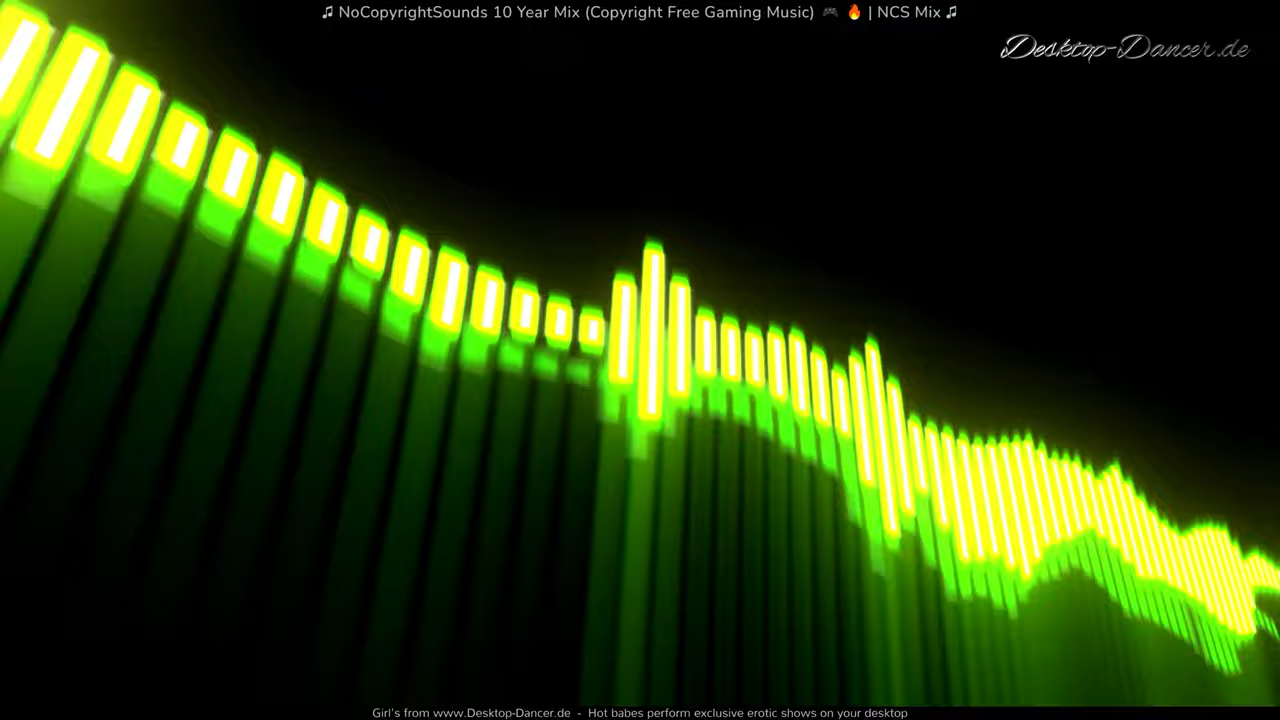 ♫ NoCopyrightSounds 10 Year Mix (Copyright Free Gaming Music) 🎮 🔥 | NCS Mix ♫
Desktop-Dancer.de
Girl's from www.Desktop-Dancer.de - Hot babes perform exclusive erotic shows on your desktop